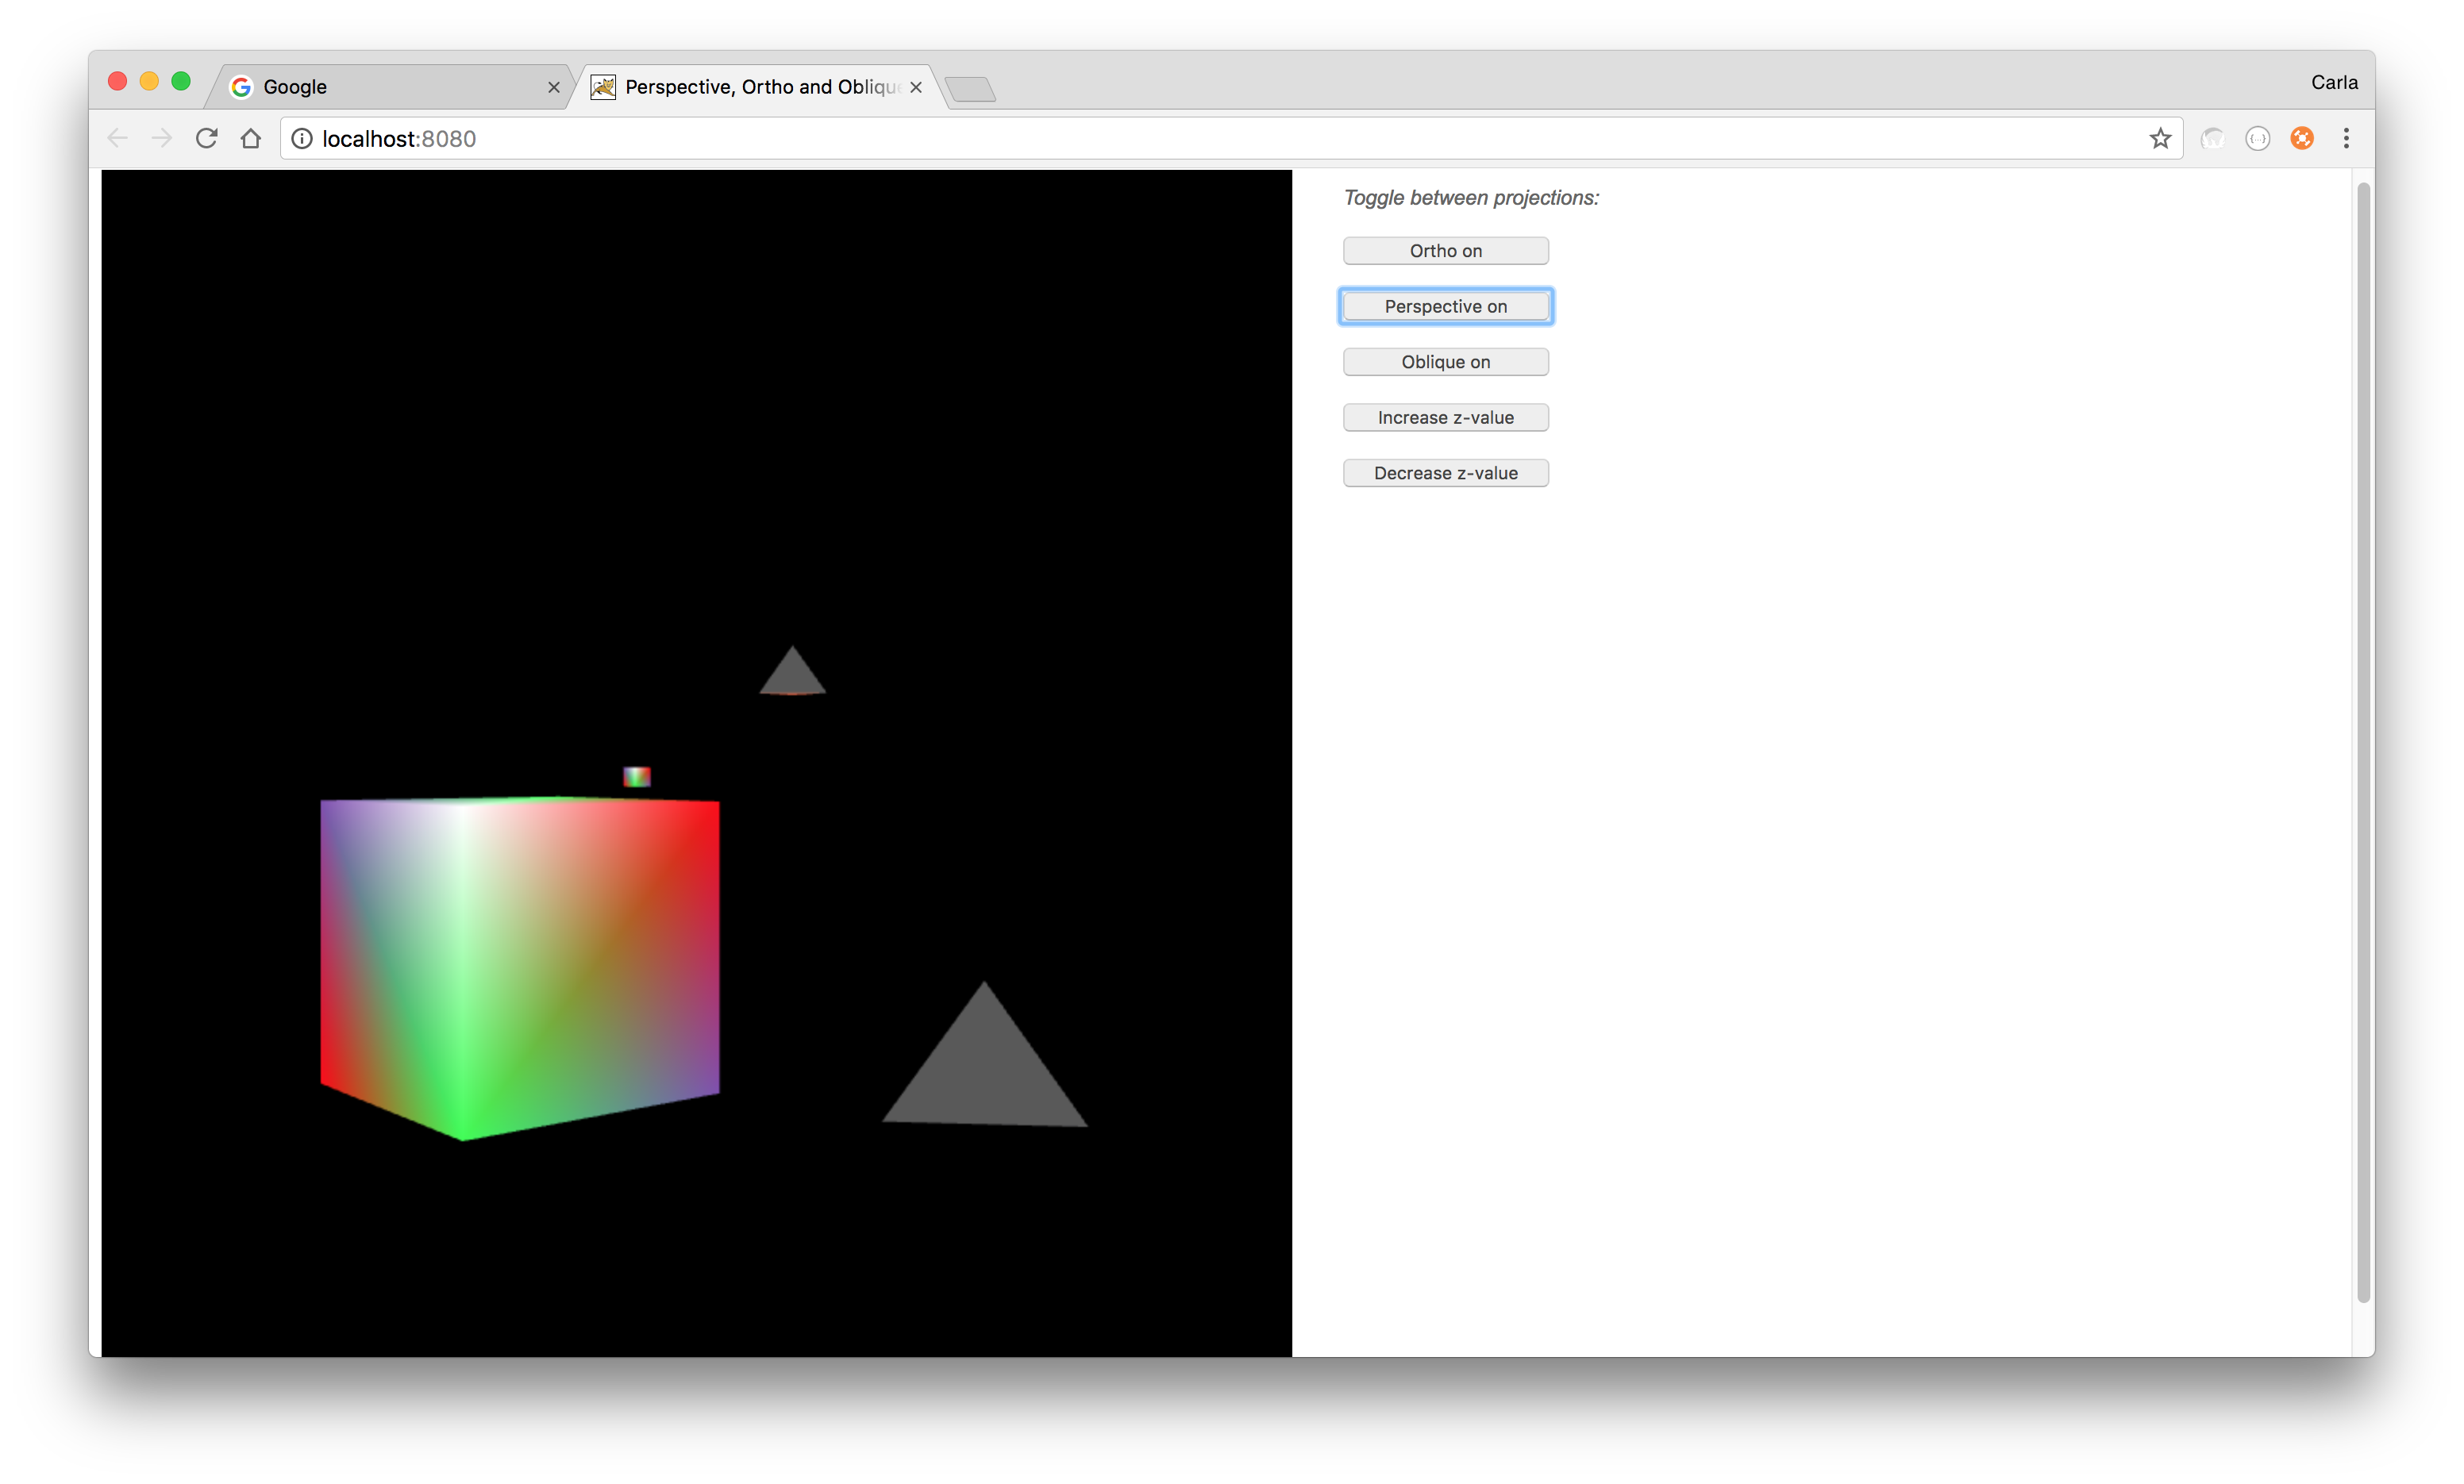 Google
Perspective, Ortho and Oblique
Carla
localhost:8080
Toggle between projections:
Ortho on
Perspective on
Oblique on
Increase z-value
Decrease z-value